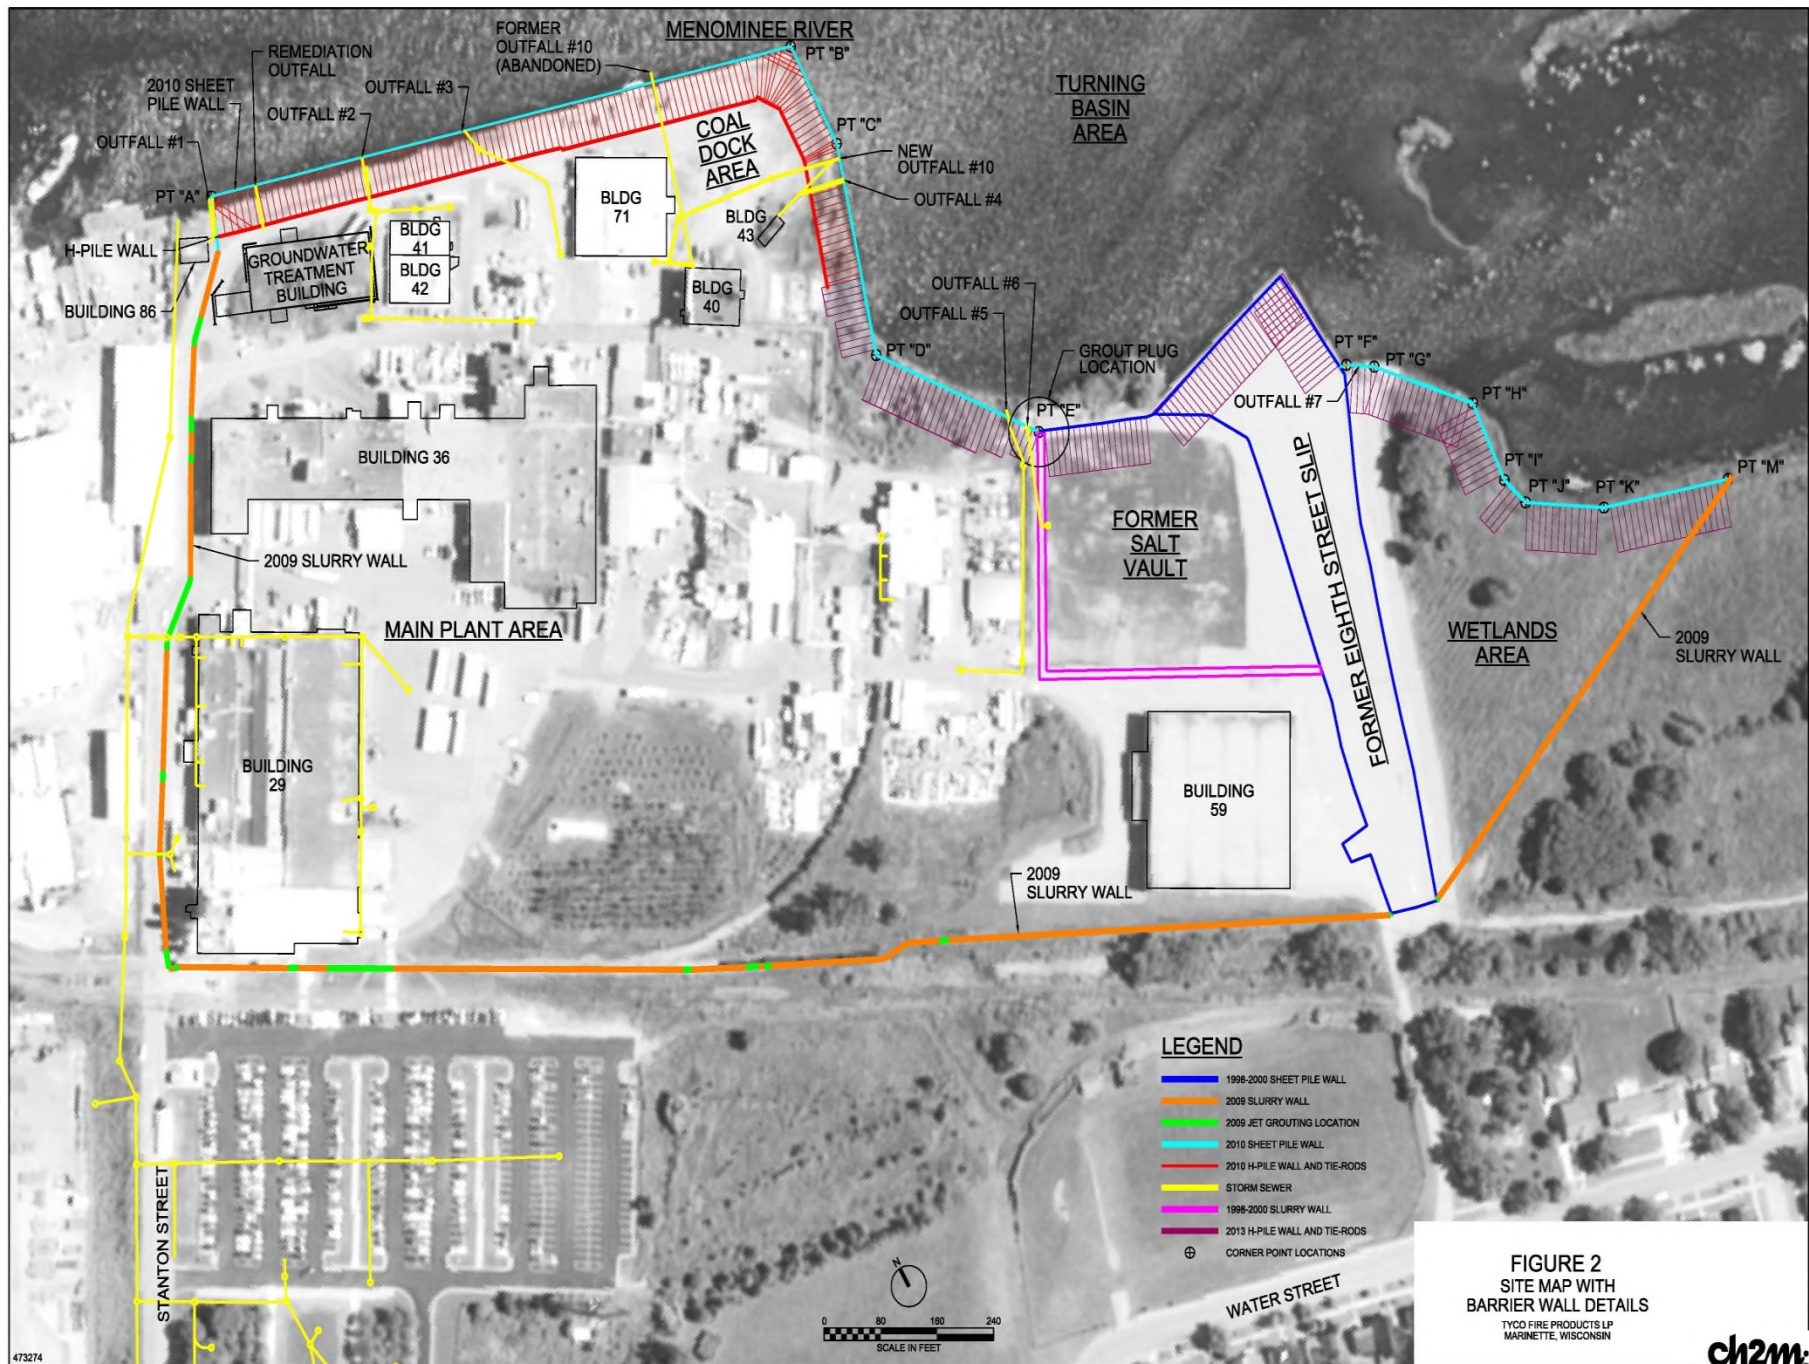 MENOMINEE RIVER
FORMER
OUTFALL #10
(ABANDONED)
REMEDIATION
OUTFALL
2010 SHEET
PILE WALL
OUTFALL #3
OUTFALL #2
OUTFALL #1
PT "A"
PT "B"
PT "C"
TURNING
BASIN
AREA
COAL
DOCK
AREA
NEW
OUTFALL #10
OUTFALL #4
BLDG
71
BLDG
43
BLDG
41
BLDG
42
BLDG
40
H-PILE WALL
GROUNDWATER
TREATMENT
BUILDING
BUILDING 86
OUTFALL #6
OUTFALL #5
PT "D"
GROUT PLUG
LOCATION
PT "E"
PT "F"
PT "G"
OUTFALL #7
PT "H"
PT "I"
PT "J"
PT "K"
PT "M"
BUILDING 36
2009 SLURRY WALL
MAIN PLANT AREA
FORMER
SALT
VAULT
FORMER EIGHTH STREET SLIP
WETLANDS
AREA
2009
SLURRY WALL
BUILDING
29
BUILDING
59
2009
SLURRY WALL
STANTON STREET
LEGEND
1998-2000 SHEET PILE WALL
2009 SLURRY WALL
2009 JET GROUTING LOCATION
2010 SHEET PILE WALL
2010 H-PILE WALL AND TIE-RODS
STORM SEWER
1998-2000 SLURRY WALL
2013 H-PILE WALL AND TIE-RODS
CORNER POINT LOCATIONS
N
0 80 160 240
SCALE IN FEET
WATER STREET
FIGURE 2
SITE MAP WITH
BARRIER WALL DETAILS
TYCO FIRE PRODUCTS LP
MARINETTE, WISCONSIN
473274
ch2m: